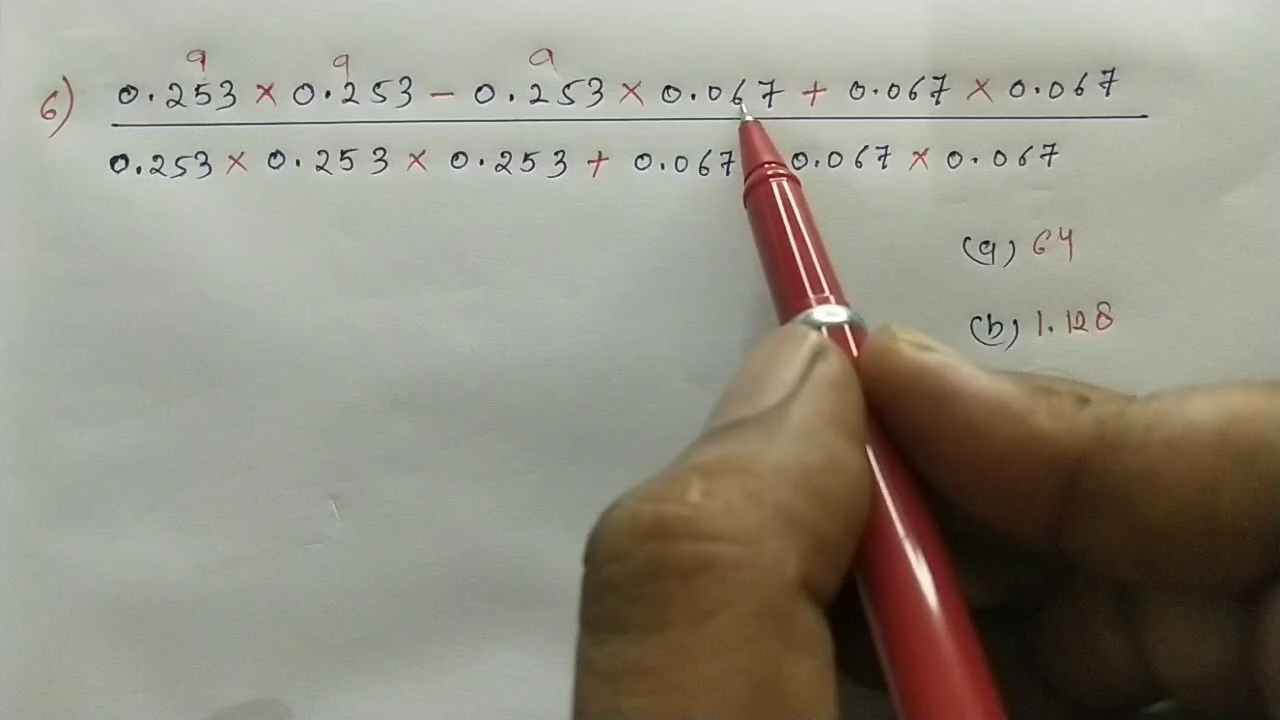 a a a
6) 0.253 × 0.253 − 0.253 × 0.067 + 0.067 × 0.067
0.253 × 0.253 × 0.253 + 0.067 0.067 × 0.067
(a) 64
(b) 1.128